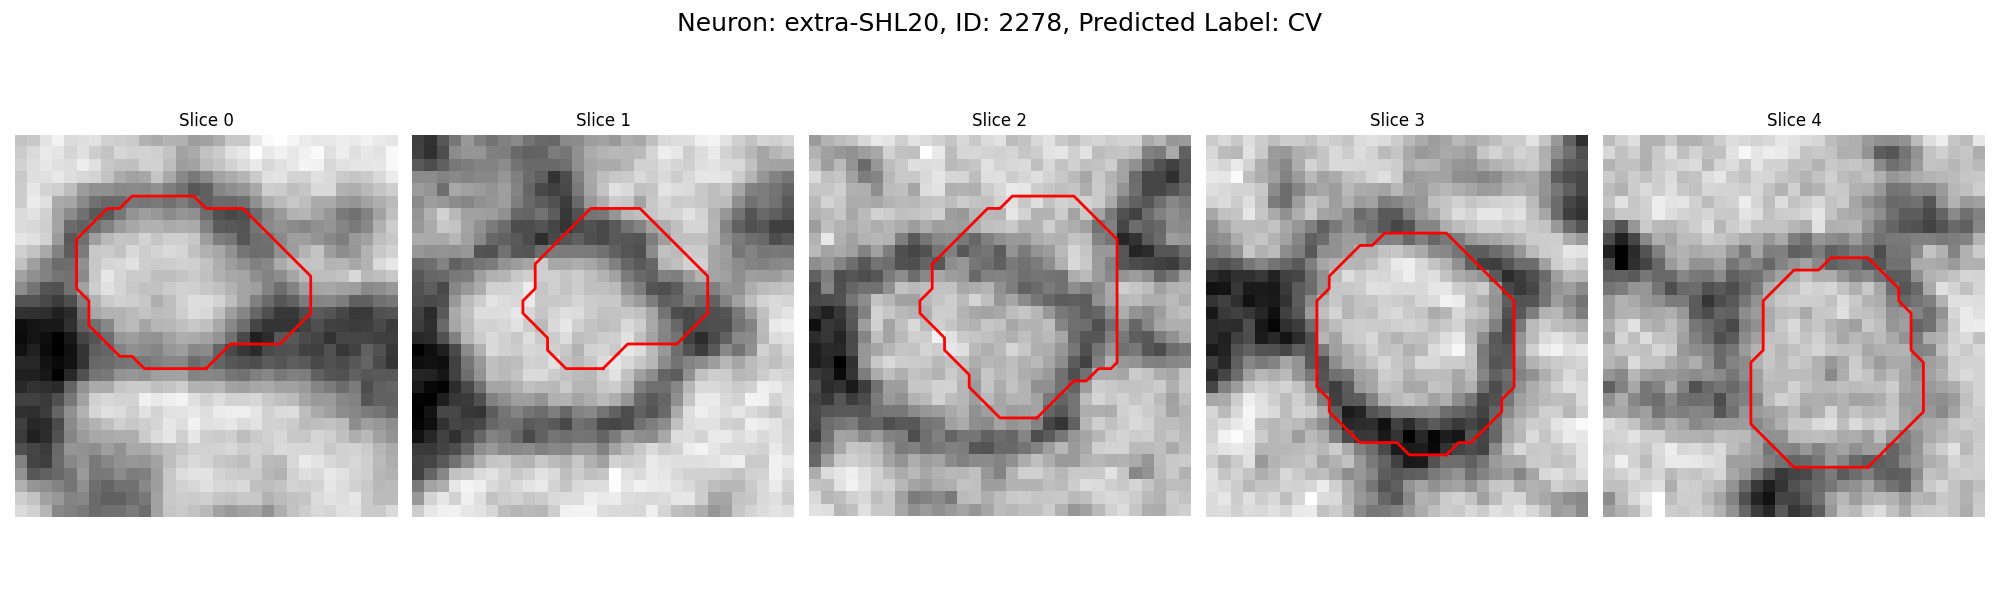 Neuron: extra-SHL20, ID: 2278, Predicted Label: CV
Slice 0
Slice 1
Slice 2
Slice 3
Slice 4